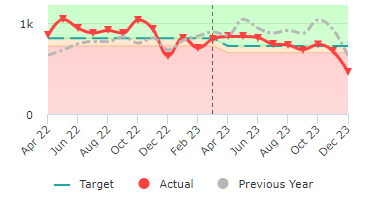 1k
0
Apr 22
Jun 22
Aug 22
Oct 22
Dec 22
Feb 23
Apr 23
Jun 23
Aug 23
Oct 23
Dec 23
Target Actual Previous Year